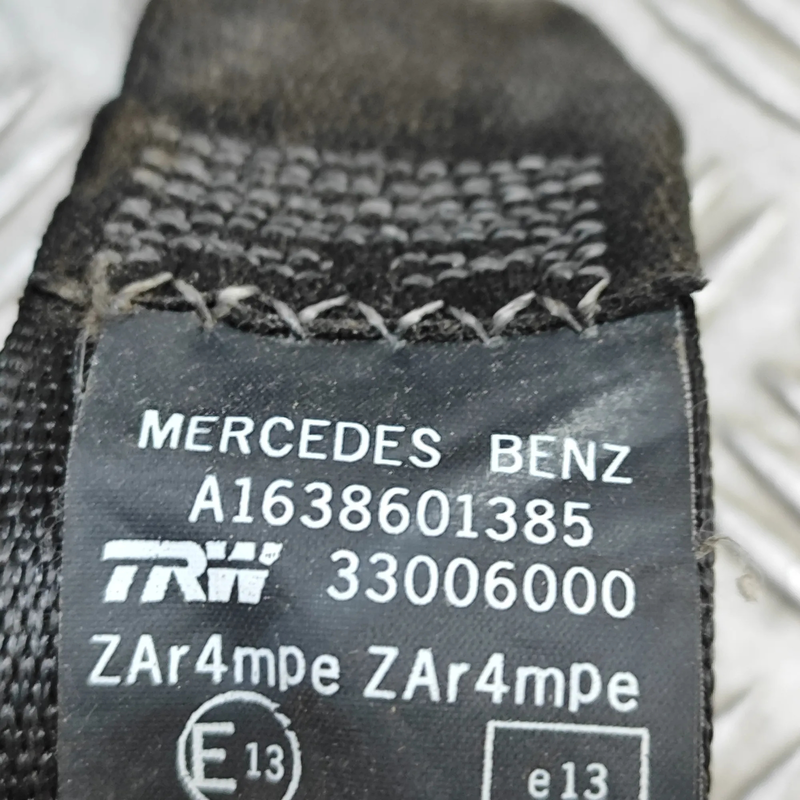 MERCEDES BENZ
A1638601385
TRW 33006000
ZAr4mpe ZAr4mpe
E13 e13